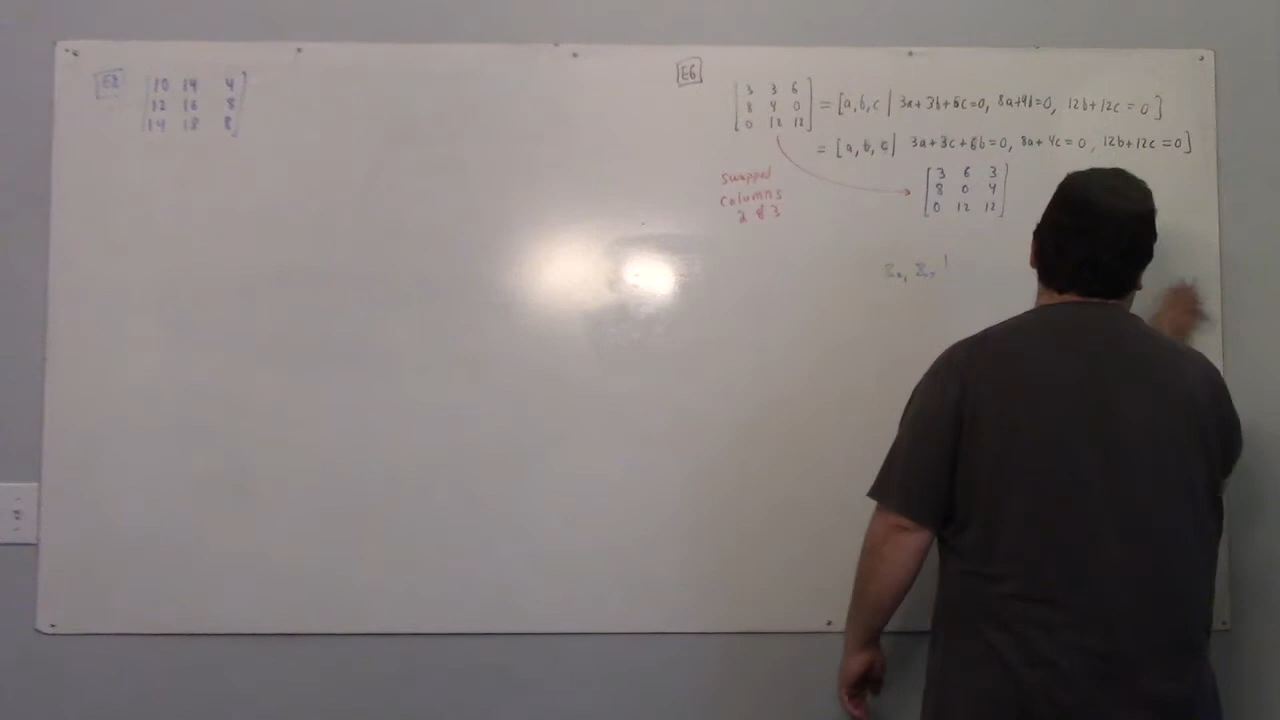 E2
10 14 4
12 16 8
14 18 8
E6
3 3 6
8 4 0
0 12 12
= [a, b, c | 3a+3b+6c=0, 8a+4b=0, 12b+12c=0]
= [a, b, c | 3a+3c+6b=0, 8a+4c=0, 12b+12c=0]
swapped
columns
2 & 3
3 6 3
8 0 4
0 12 12